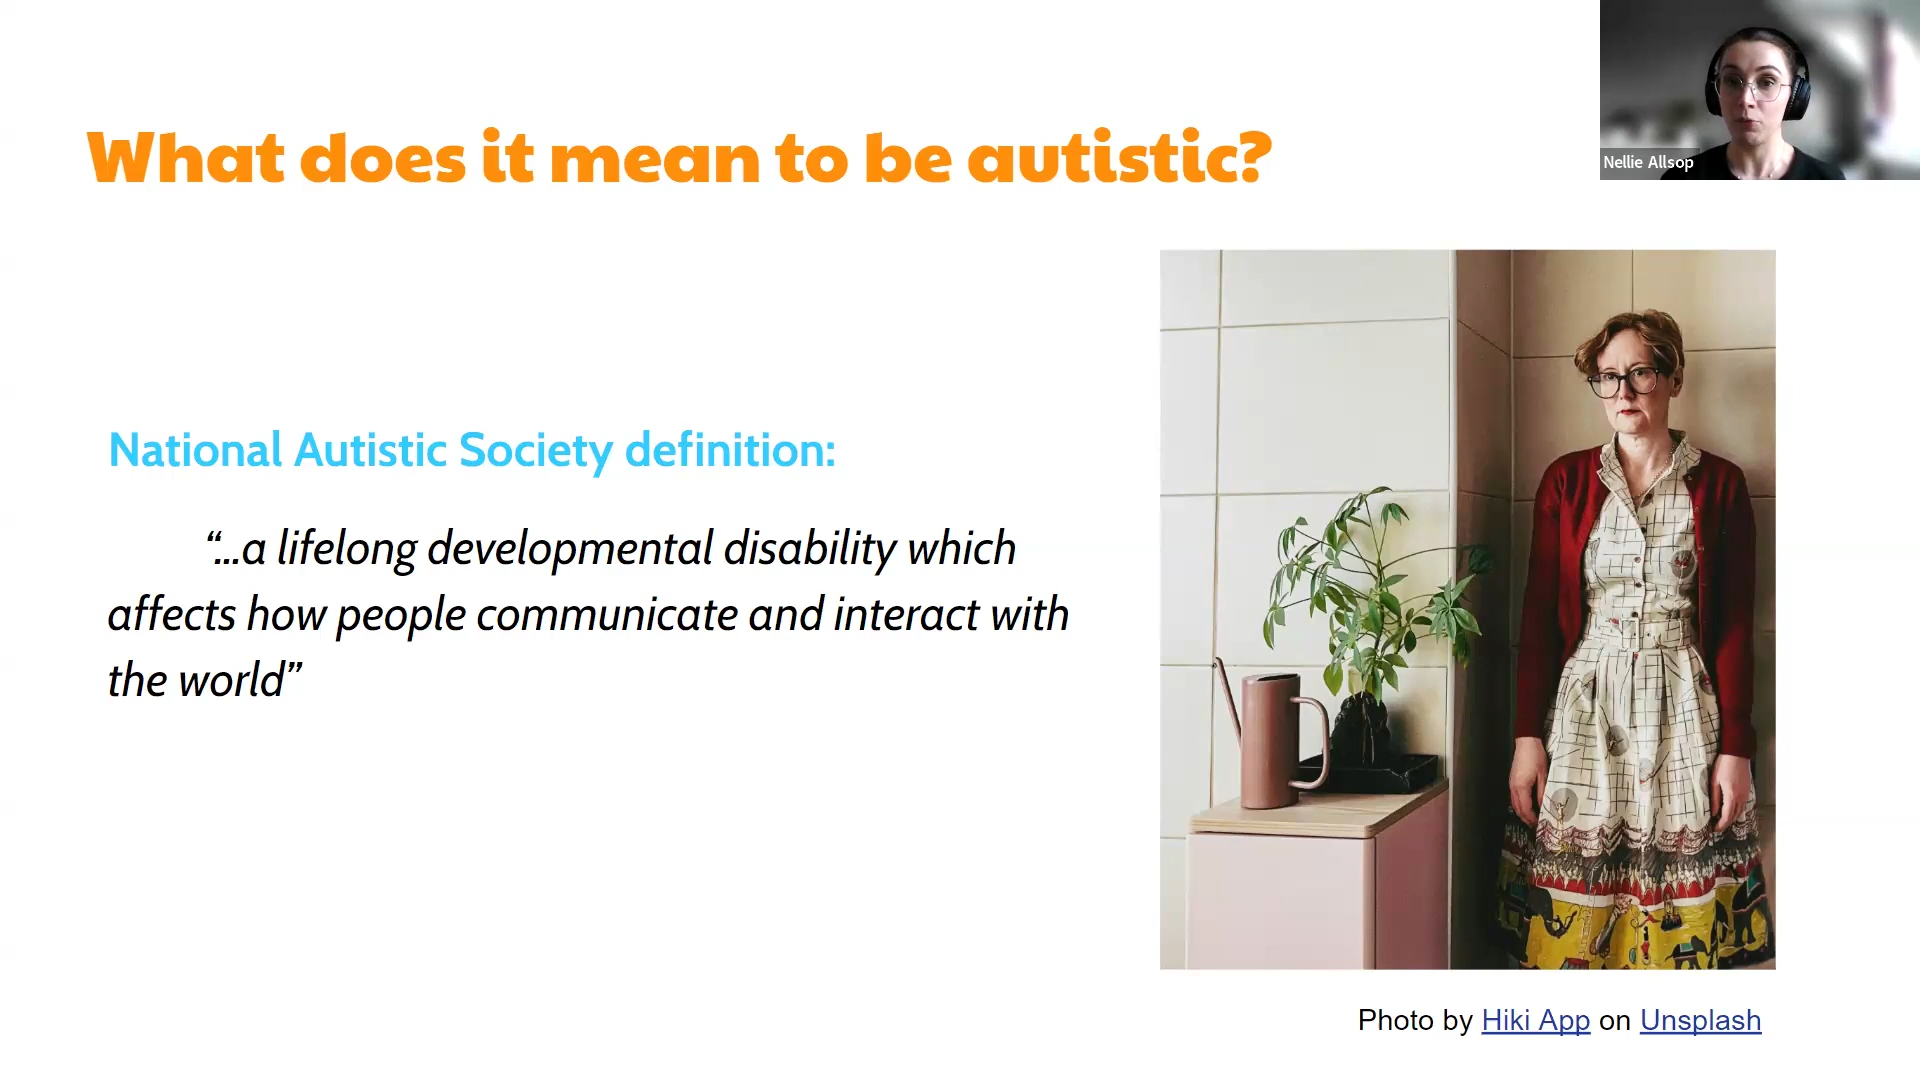 What does it mean to be autistic?
Nellie Allsop
National Autistic Society definition:
“...a lifelong developmental disability which
affects how people communicate and interact with
the world”
Photo by Hiki App on Unsplash